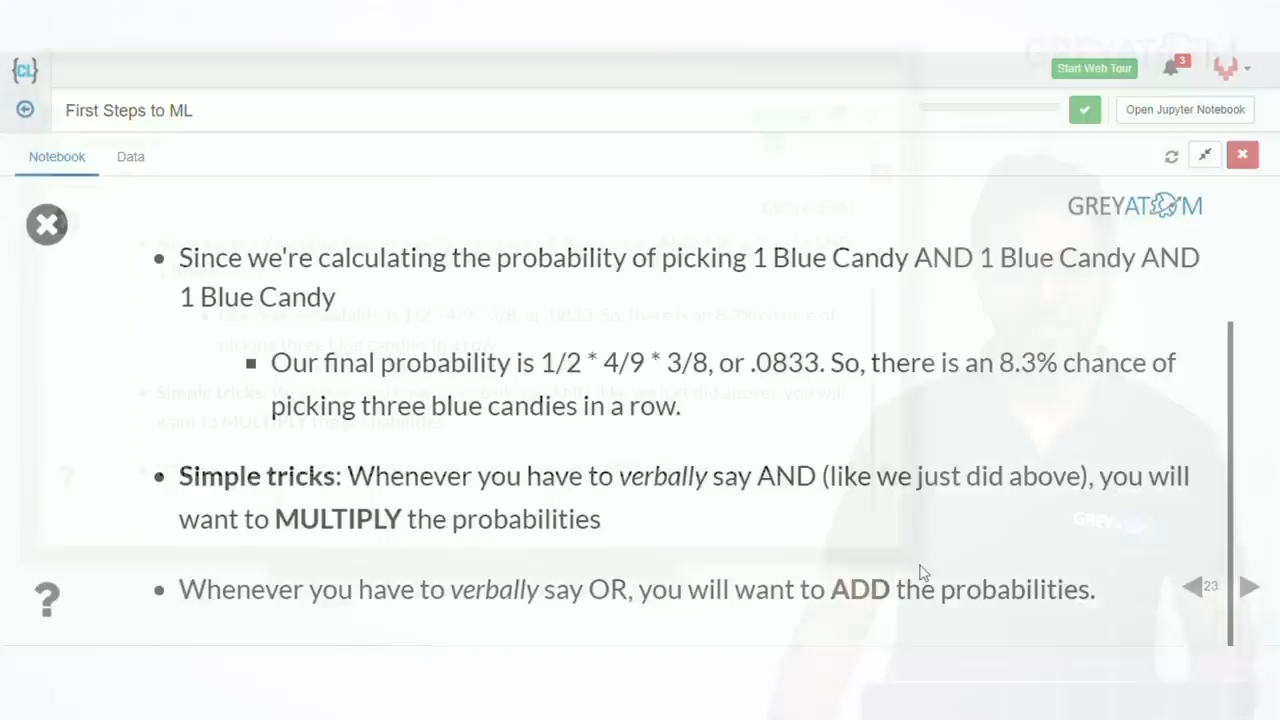 GREYATOM
{CL}
Start Web Tour
3
First Steps to ML
Open Jupyter Notebook
Notebook Data
GREYATOM
• Since we're calculating the probability of picking 1 Blue Candy AND 1 Blue Candy AND
1 Blue Candy
▪ Our final probability is 1/2 * 4/9 * 3/8, or .0833. So, there is an 8.3% chance of
picking three blue candies in a row.
• Simple tricks: Whenever you have to verbally say AND (like we just did above), you will
want to MULTIPLY the probabilities
• Whenever you have to verbally say OR, you will want to ADD the probabilities.
23
?